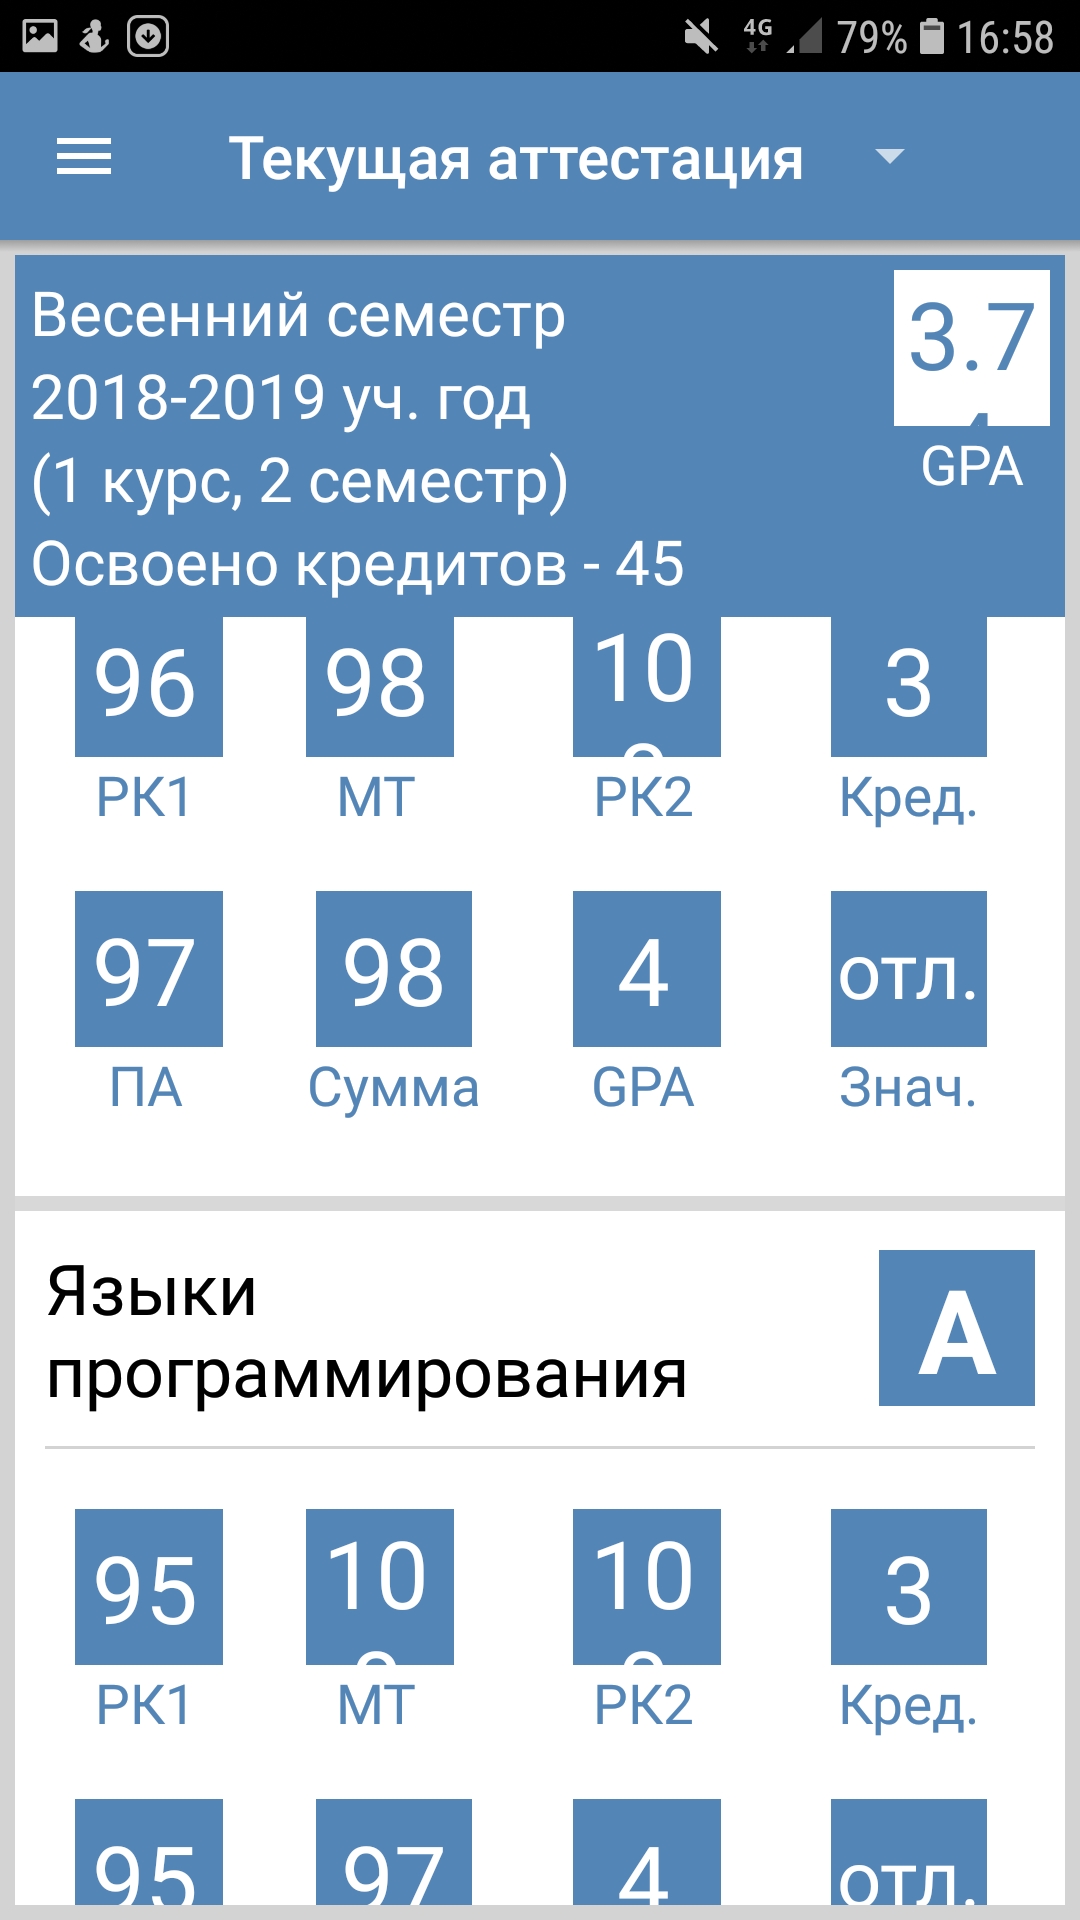 4G 79% 16:58
Текущая аттестация
Весенний семестр
2018-2019 уч. год
(1 курс, 2 семестр)
Освоено кредитов - 45
3.7
GPA
96 98 10 3
РК1 МТ РК2 Кред.
97 98 4 отл.
ПА Сумма GPA Знач.
Языки
программирования
A
95 10 10 3
РК1 МТ РК2 Кред.
95 97 4 отл.